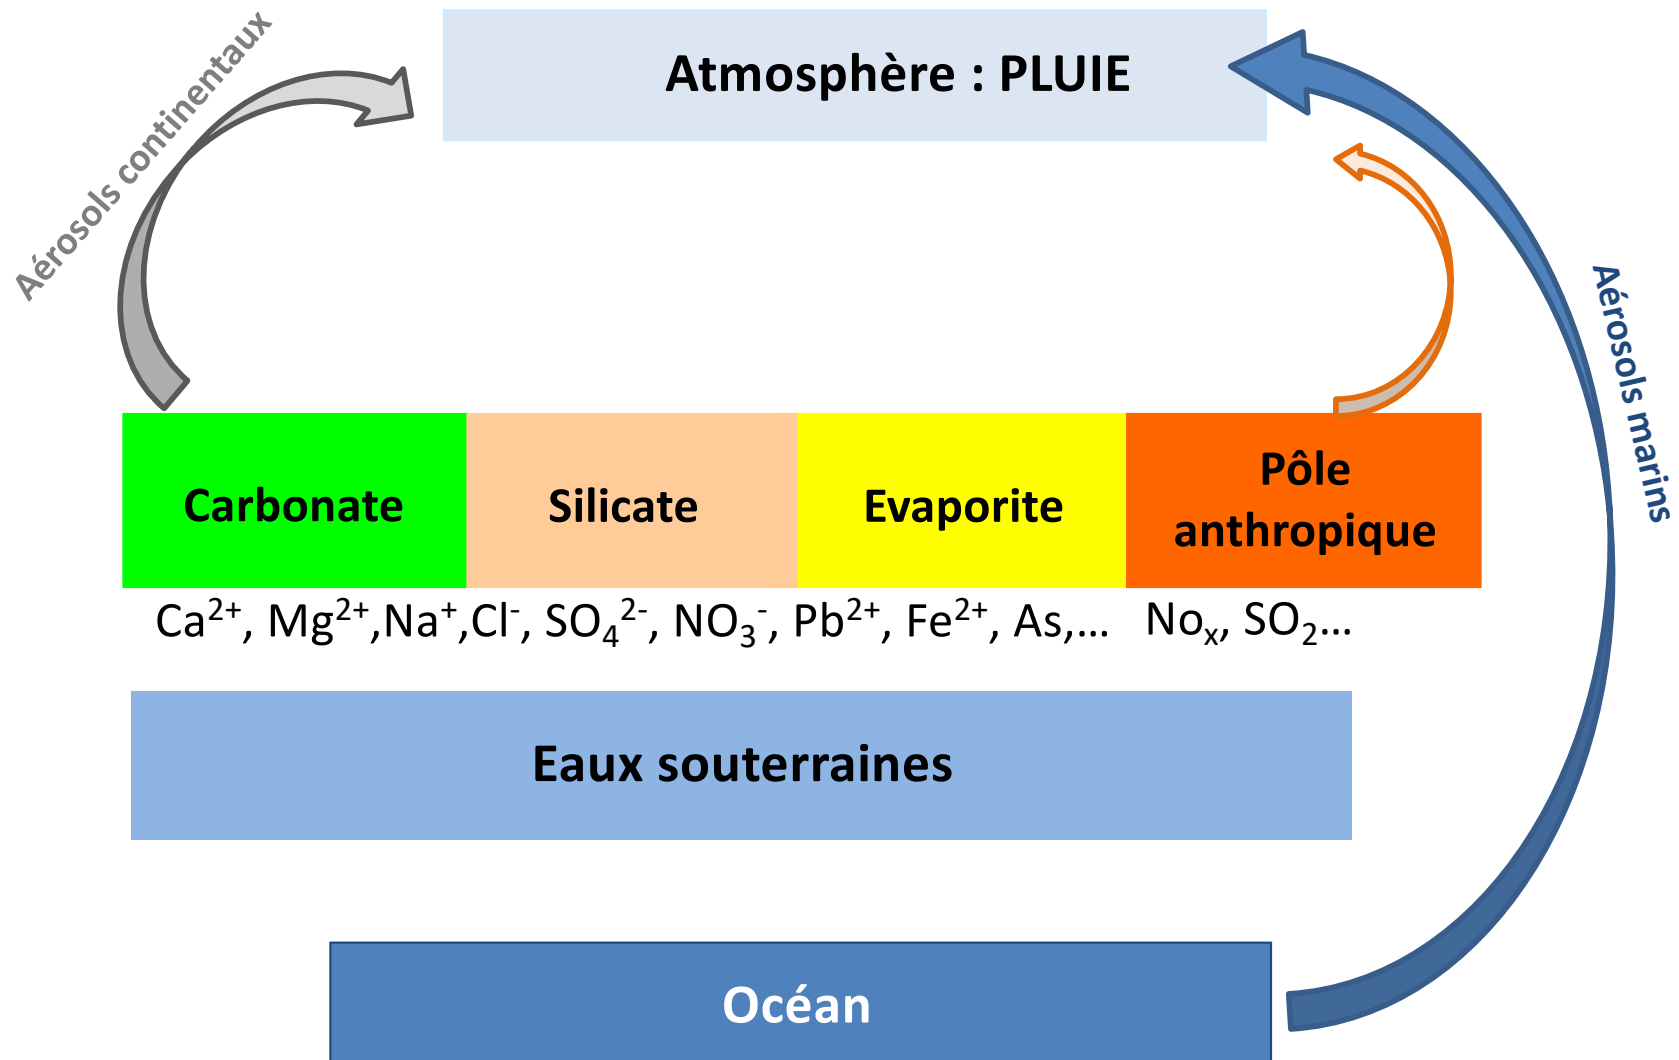 Atmosphère : PLUIE
Aérosols continentaux
Aérosols marins
Carbonate
Silicate
Evaporite
Pôle
anthropique
Ca²⁺, Mg²⁺,Na⁺,Cl⁻, SO₄²⁻, NO₃⁻, Pb²⁺, Fe²⁺, As,...
Noₓ, SO₂...
Eaux souterraines
Océan